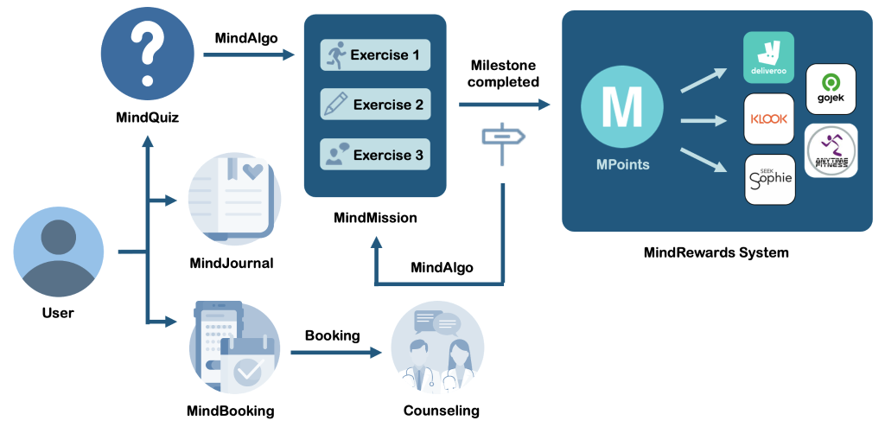 MindAlgo
Exercise 1
Exercise 2
Exercise 3
MindQuiz
Milestone
completed
M
MPoints
deliveroo
gojek
KLOOK
ANYTIME
FITNESS
SEEK
Sophie
MindMission
MindRewards System
MindJournal
MindAlgo
User
Booking
MindBooking
Counseling